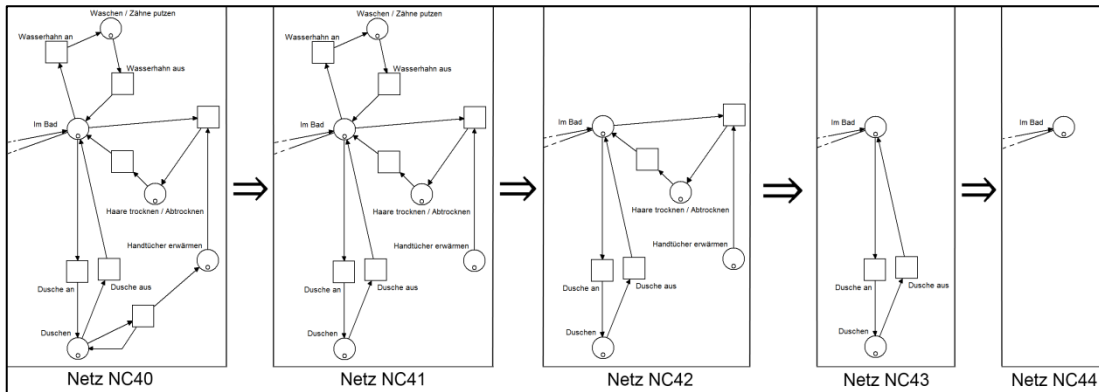 Waschen / Zähne putzen
Wasserhahn an
Wasserhahn aus
Im Bad
Haare trocknen / Abtrocknen
Handtücher erwärmen
Dusche an
Dusche aus
Duschen
Netz NC40
⇒
Waschen / Zähne putzen
Wasserhahn an
Wasserhahn aus
Im Bad
Haare trocknen / Abtrocknen
Handtücher erwärmen
Dusche an
Dusche aus
Duschen
Netz NC41
⇒
Im Bad
Haare trocknen / Abtrocknen
Handtücher erwärmen
Dusche an
Dusche aus
Duschen
Netz NC42
⇒
Im Bad
Dusche an
Dusche aus
Duschen
Netz NC43
⇒
Im Bad
Netz NC44